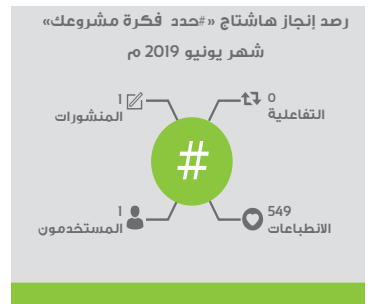 رصد إنجاز هاشتاج «#حدد فكرة مشروعك»
شهر يونيو 2019 م
0
التفاعلية
1
المنشورات
#
549
الانطباعات
1
المستخدمون